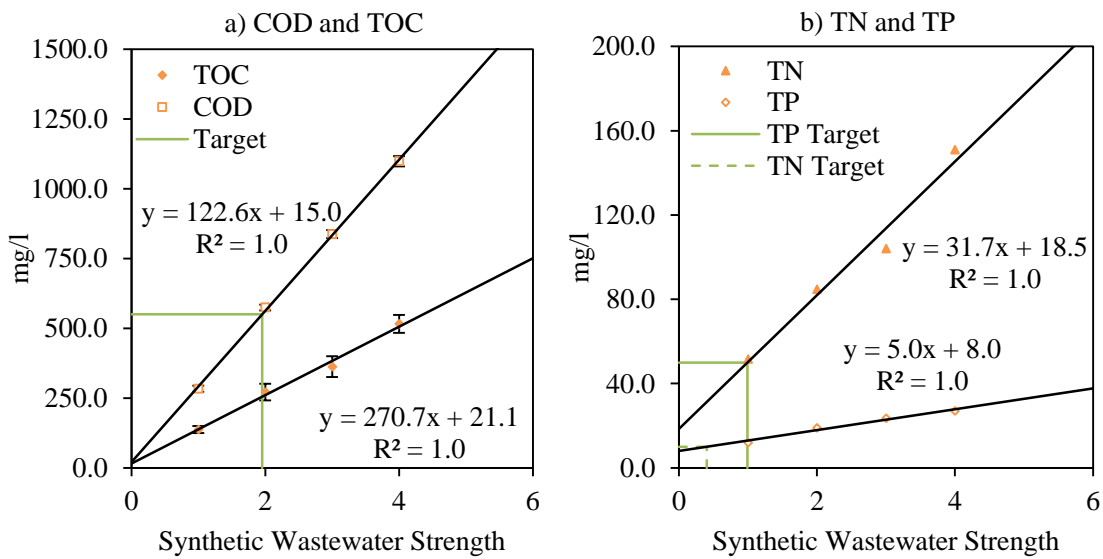 a) COD and TOC
1500.0
1250.0
1000.0
750.0
500.0
250.0
0.0
mg/l
TOC
COD
Target
y = 122.6x + 15.0
R² = 1.0
y = 270.7x + 21.1
R² = 1.0
0 2 4 6
Synthetic Wastewater Strength
b) TN and TP
200.0
160.0
120.0
80.0
40.0
0.0
mg/l
TN
TP
TP Target
TN Target
y = 31.7x + 18.5
R² = 1.0
y = 5.0x + 8.0
R² = 1.0
0 2 4 6
Synthetic Wastewater Strength